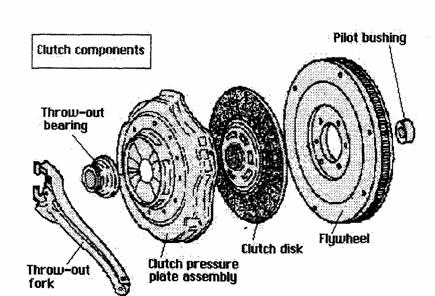 Clutch components
Pilot bushing
Throw-out
bearing
Throw-out
fork
Clutch pressure
plate assembly
Clutch disk
Flywheel